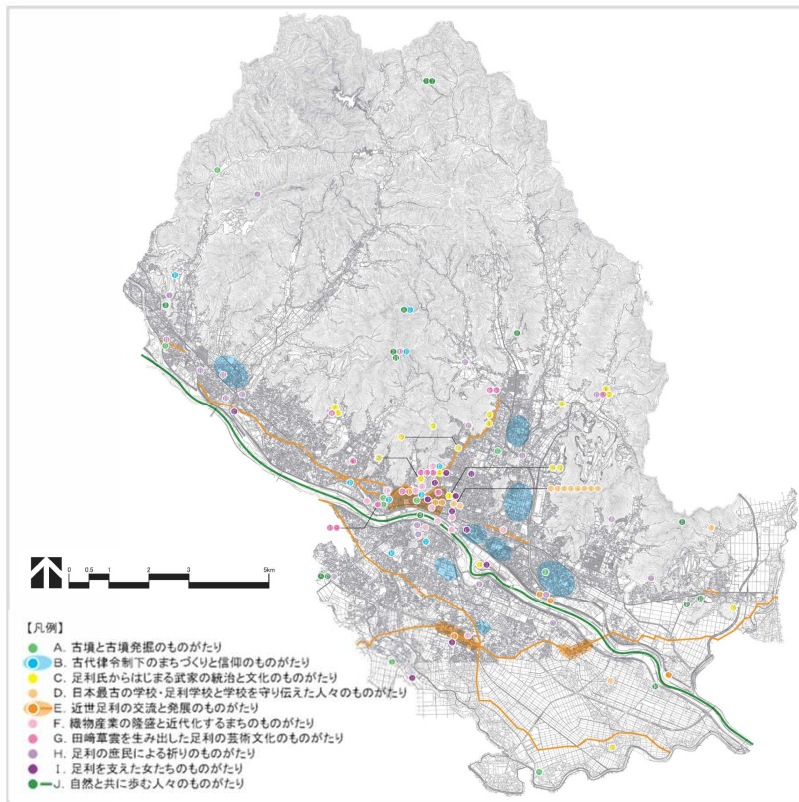 0 0.5 1 2 3 5km
【凡例】
A. 古墳と古墳発掘のものがたり
B. 古代律令制下のまちづくりと信仰のものがたり
C. 足利氏からはじまる武家の統治と文化のものがたり
D. 日本最古の学校・足利学校と学校を守り伝えた人々のものがたり
E. 近世足利の交流と発展のものがたり
F. 織物産業の隆盛と近代化するまちのものがたり
G. 田﨑草雲を生み出した足利の芸術文化のものがたり
H. 足利の庶民による祈りのものがたり
I. 足利を支えた女たちのものがたり
J. 自然と共に歩む人々のものがたり